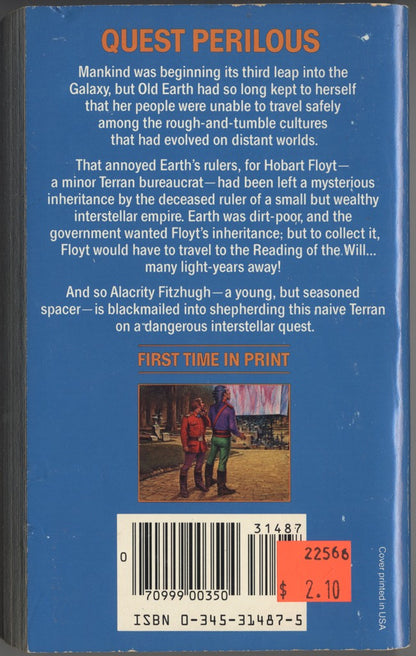 QUEST PERILOUS
Mankind was beginning its third leap into the
Galaxy, but Old Earth had so long kept to herself
that her people were unable to travel safely
among the rough-and-tumble cultures
that had evolved on distant worlds.
That annoyed Earth's rulers, for Hobart Floyt—
a minor Terran bureaucrat—had been left a mysterious
inheritance by the deceased ruler of a small but wealthy
interstellar empire. Earth was dirt-poor, and the
government wanted Floyt's inheritance; but to collect it,
Floyt would have to travel to the Reading of the Will...
many light-years away!
And so Alacrity Fitzhugh—a young, but seasoned
spacer—is blackmailed into shepherding this naive Terran
on a dangerous interstellar quest.
FIRST TIME IN PRINT
31487
0
70999 00350
22566
$ 2.10
ISBN 0-345-31487-5
Cover printed in USA